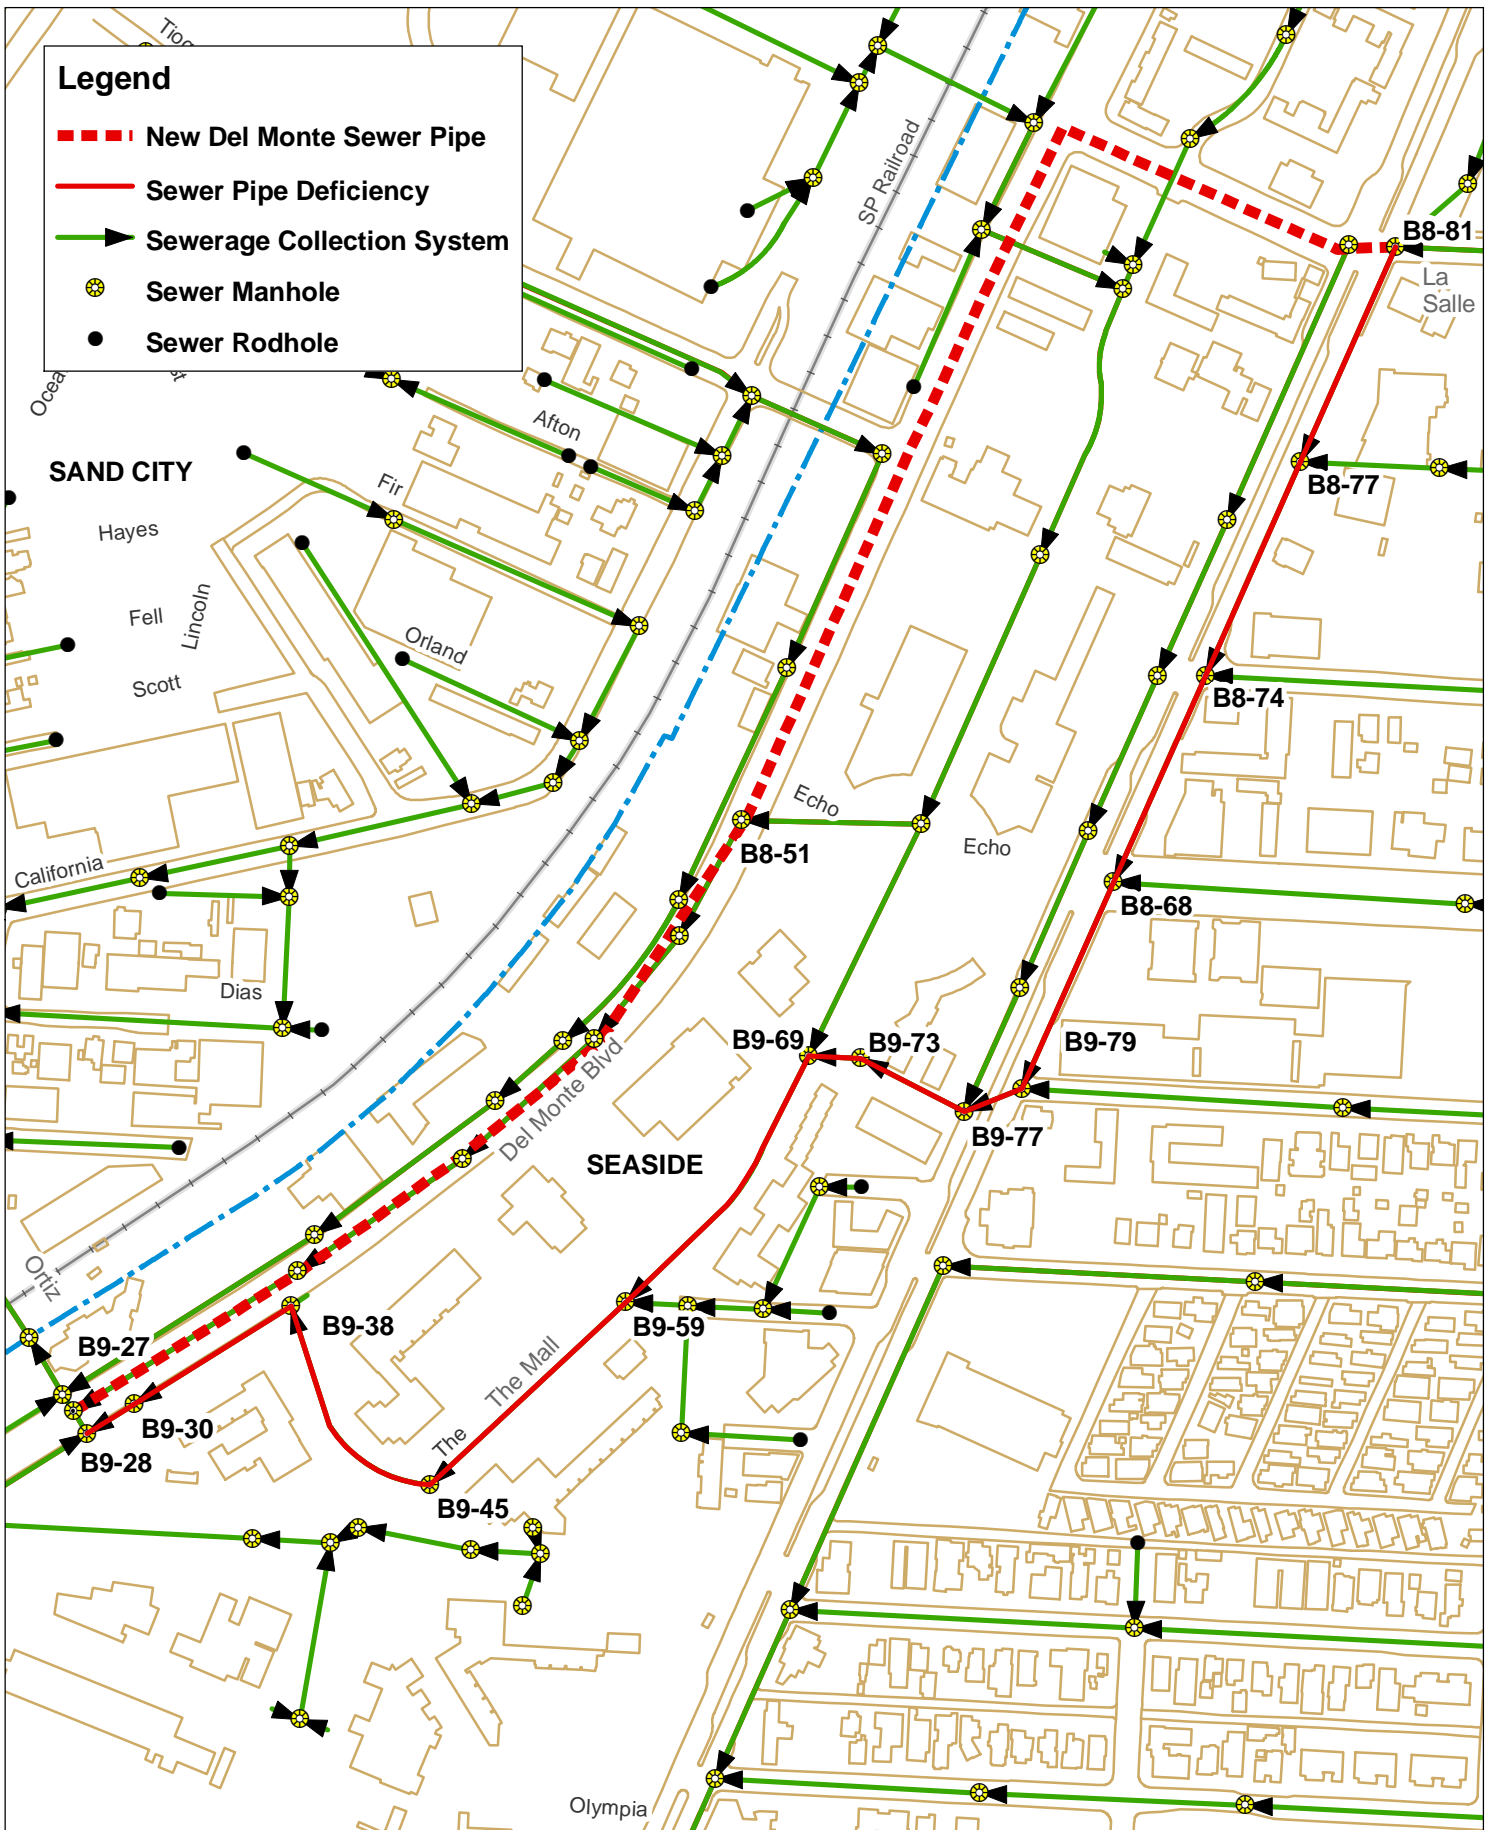 Tiog
Legend
New Del Monte Sewer Pipe
Sewer Pipe Deficiency
Sewerage Collection System
Sewer Manhole
Sewer Rodhole
SP Railroad
B8-81
La
Salle
Ocea
st
Afton
SAND CITY
Fir
B8-77
Hayes
Fell
Lincoln
Orland
Scott
B8-74
Echo
Echo
B8-51
California
B8-68
Dias
B9-69
B9-73
B9-79
Del Monte Blvd
B9-77
SEASIDE
Ortiz
B9-38
B9-59
B9-27
The Mall
B9-30
The
B9-28
B9-45
Olympia